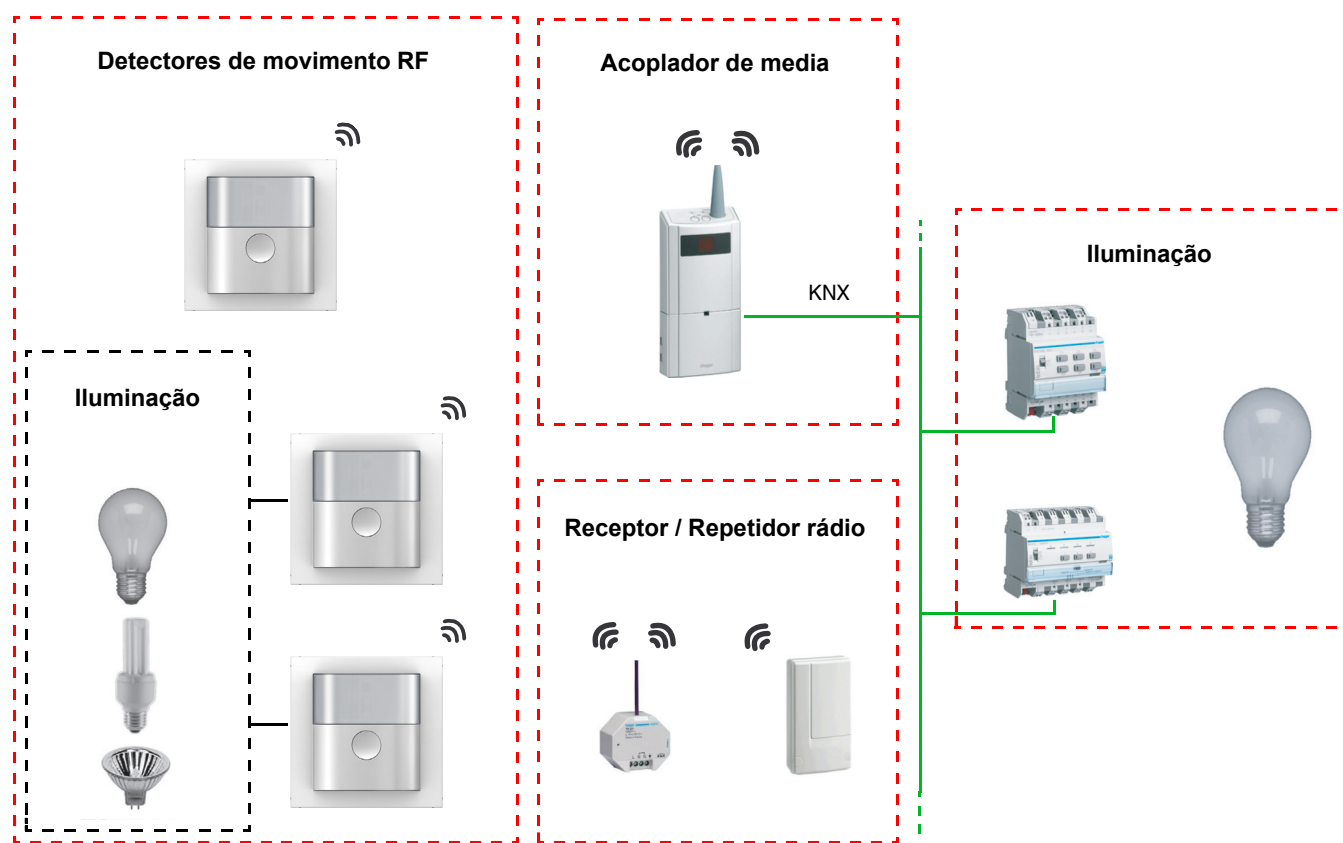 Detectores de movimento RF
Acoplador de media
KNX
Iluminação
Iluminação
Receptor / Repetidor rádio